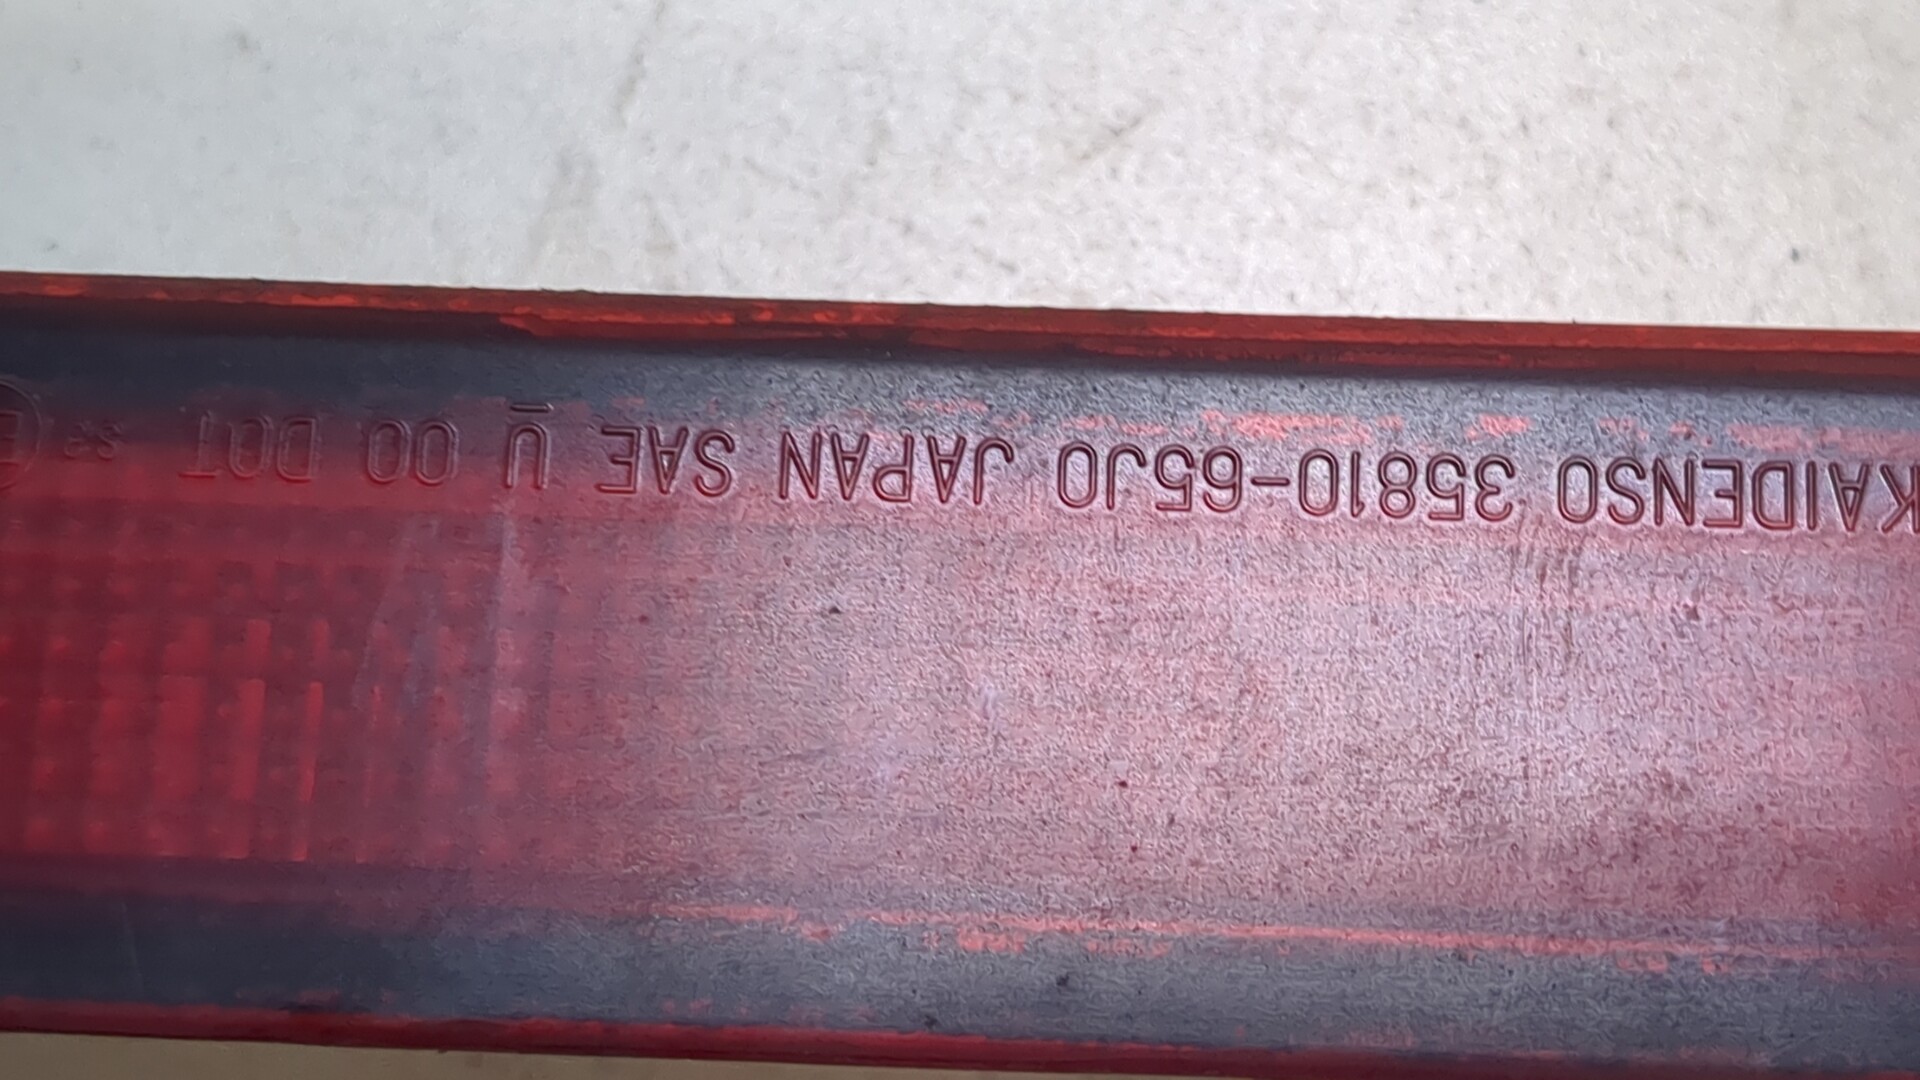 KAIDENSO 35810-65J0 JAPAN SAE U̲ 00 DOT E